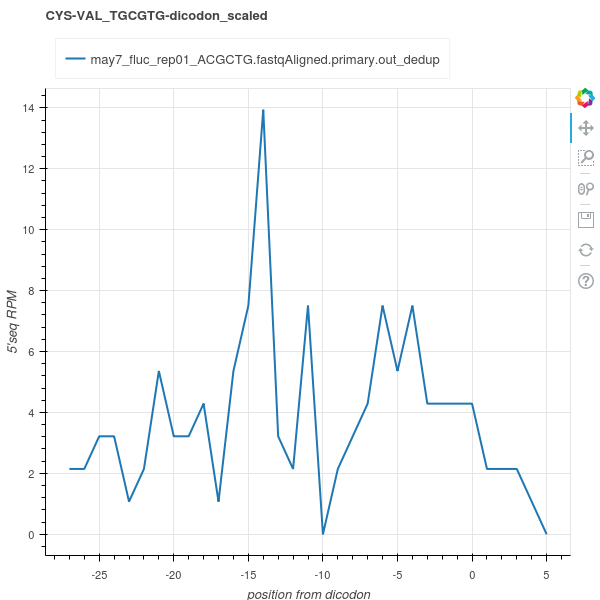 CYS-VAL_TGCGTG-dicodon_scaled
may7_fluc_rep01_ACGCTG.fastqAligned.primary.out_dedup
14
12
10
8
6
4
2
0
5'seq RPM
-25 -20 -15 -10 -5 0 5
position from dicodon